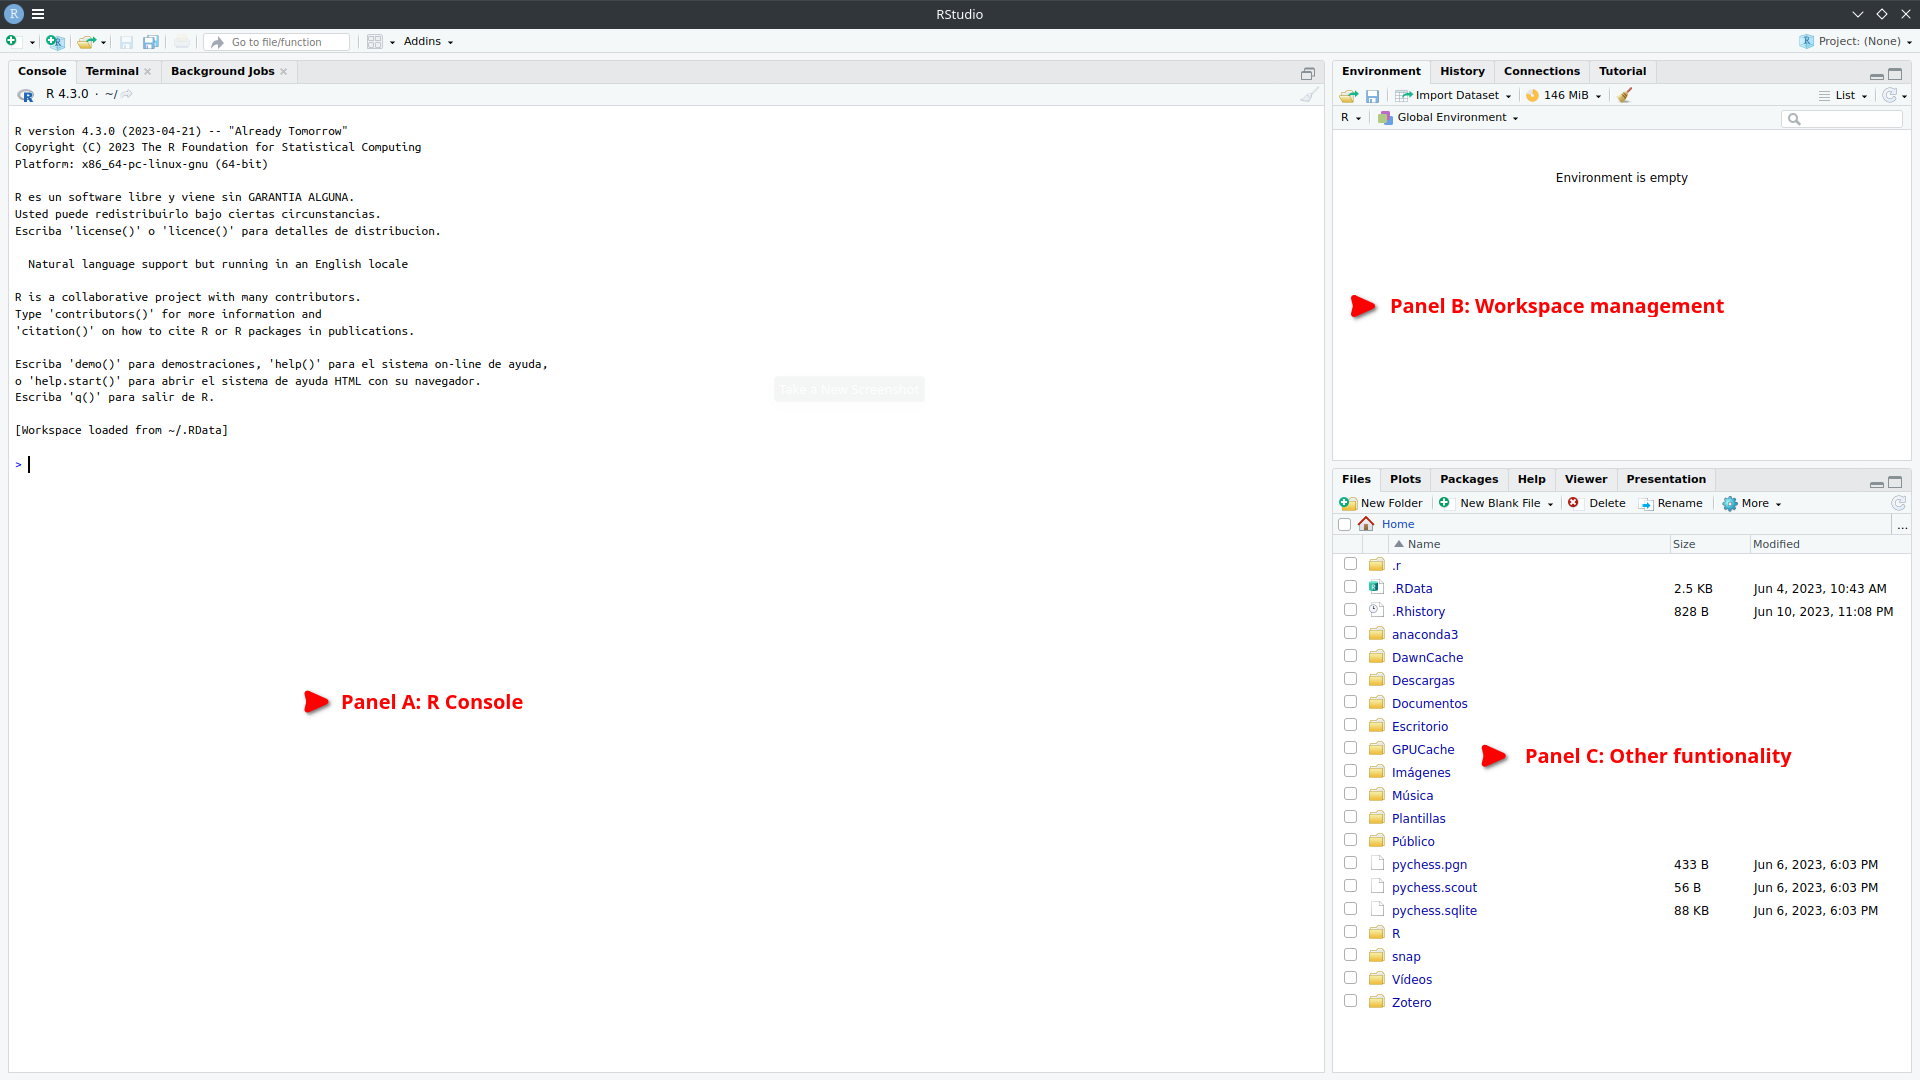 RStudio
Go to file/function
Addins
Project: (None)
Console
Terminal
Background Jobs
R 4.3.0 · ~/
R version 4.3.0 (2023-04-21) -- "Already Tomorrow"
Copyright (C) 2023 The R Foundation for Statistical Computing
Platform: x86_64-pc-linux-gnu (64-bit)
R es un software libre y viene sin GARANTIA ALGUNA.
Usted puede redistribuirlo bajo ciertas circunstancias.
Escriba 'license()' o 'licence()' para detalles de distribucion.
Natural language support but running in an English locale
R is a collaborative project with many contributors.
Type 'contributors()' for more information and
'citation()' on how to cite R or R packages in publications.
Escriba 'demo()' para demostraciones, 'help()' para el sistema on-line de ayuda,
o 'help.start()' para abrir el sistema de ayuda HTML con su navegador.
Escriba 'q()' para salir de R.
[Workspace loaded from ~/.RData]
>
Take a New Screenshot
Panel A: R Console
Environment
History
Connections
Tutorial
Import Dataset
146 MiB
List
R
Global Environment
Environment is empty
Panel B: Workspace management
Files
Plots
Packages
Help
Viewer
Presentation
New Folder
New Blank File
Delete
Rename
More
Home
...
Name Size Modified
.r
.RData 2.5 KB Jun 4, 2023, 10:43 AM
.Rhistory 828 B Jun 10, 2023, 11:08 PM
anaconda3
DawnCache
Descargas
Documentos
Escritorio
GPUCache
Panel C: Other funtionality
Imágenes
Música
Plantillas
Público
pychess.pgn 433 B Jun 6, 2023, 6:03 PM
pychess.scout 56 B Jun 6, 2023, 6:03 PM
pychess.sqlite 88 KB Jun 6, 2023, 6:03 PM
R
snap
Vídeos
Zotero